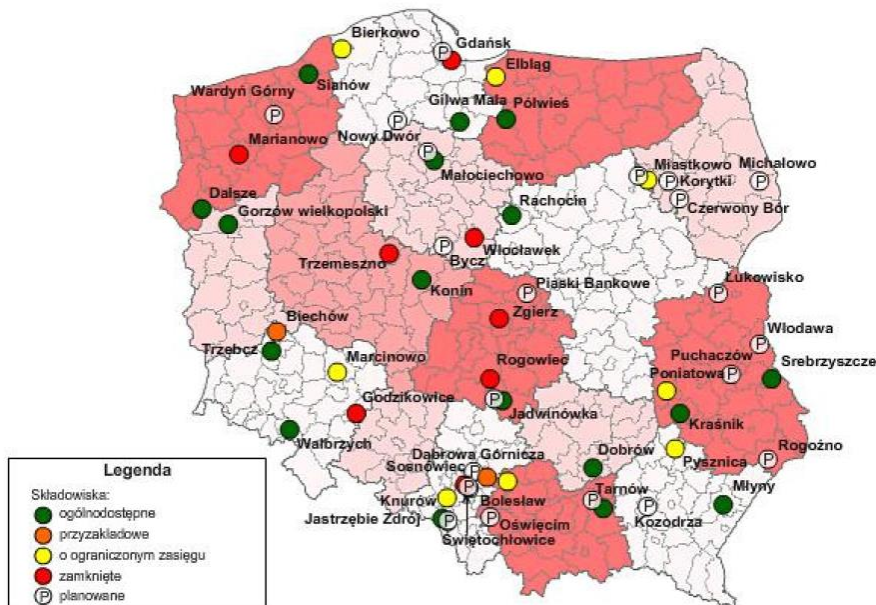 Bierkowo
Gdańsk
Elbląg
Wardyń Górny
Sianów
Gilwa Mała
Półwieś
Marianowo
Nowy Dwór
Małociechowo
Miastkowo
Michałowo
Korytki
Czerwony Bór
Dalsze
Gorzów wielkopolski
Rachocin
Trzemeszno
Bycz
Włocławek
Konin
Piaski Bankowe
Łukowisko
Zgierz
Biechów
Trzebcz
Marcinowo
Rogowiec
Włodawa
Puchaczów
Srebrzyszcze
Poniatowa
Godzikowice
Jadwinówka
Kraśnik
Wałbrzych
Dąbrowa Górnicza
Sosnowiec
Dobrów
Pysznica
Rogoźno
Knurów
Bolesław
Tarnów
Młyny
Jastrzębie Zdrój
Oświęcim
Kozodrza
Świętochłowice
Legenda
Składowiska:
ogólnodostępne
przyzakładowe
o ograniczonym zasięgu
zamknięte
P planowane